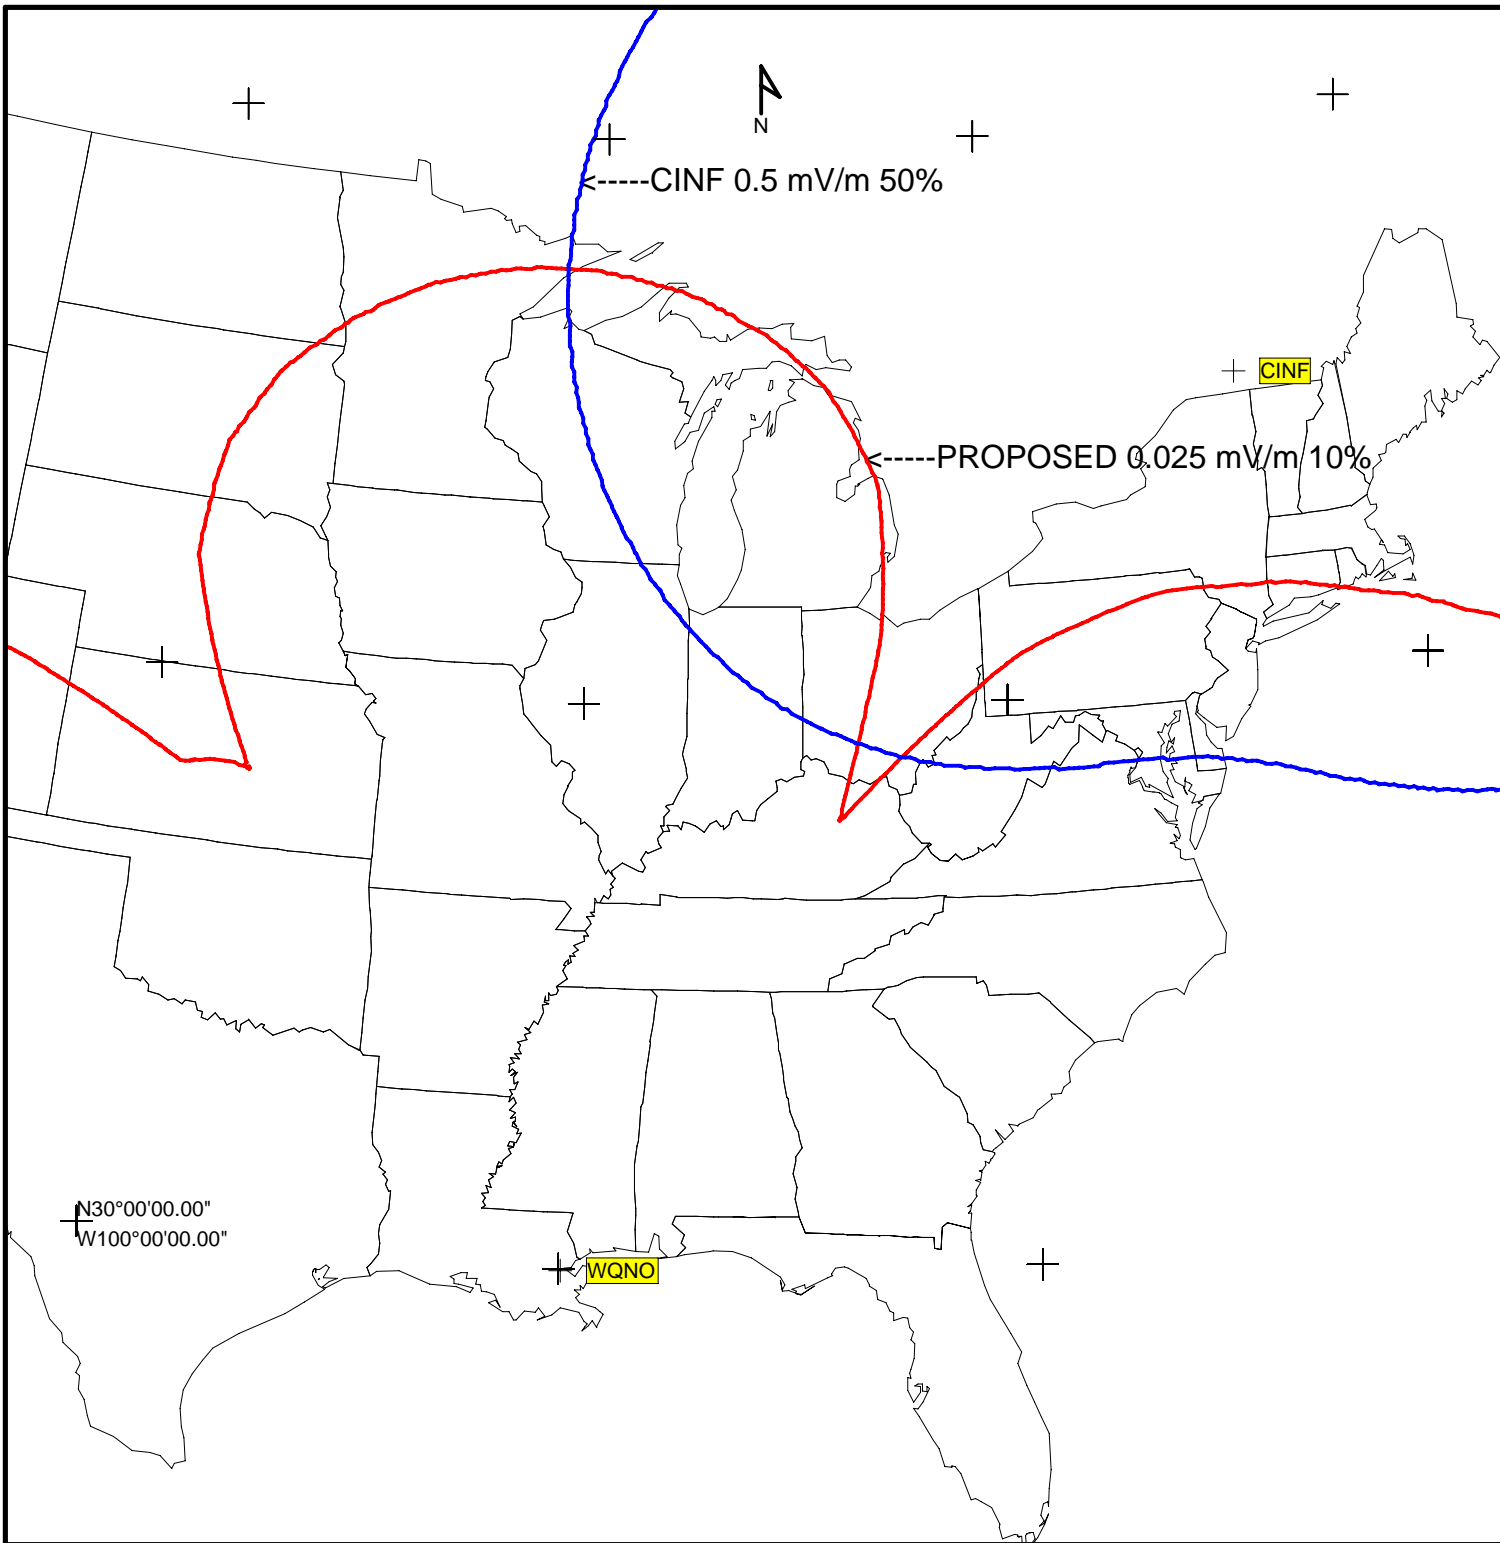 N
<-----CINF 0.5 mV/m 50%
CINF
<-----PROPOSED 0.025 mV/m 10%
N30°00'00.00"
W100°00'00.00"
WQNO